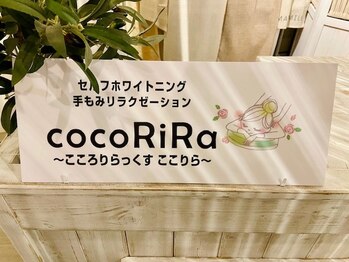 セルフホワイトニング
手もみリラクゼーション
cocoRiRa
～こころりらっくす ここりら～